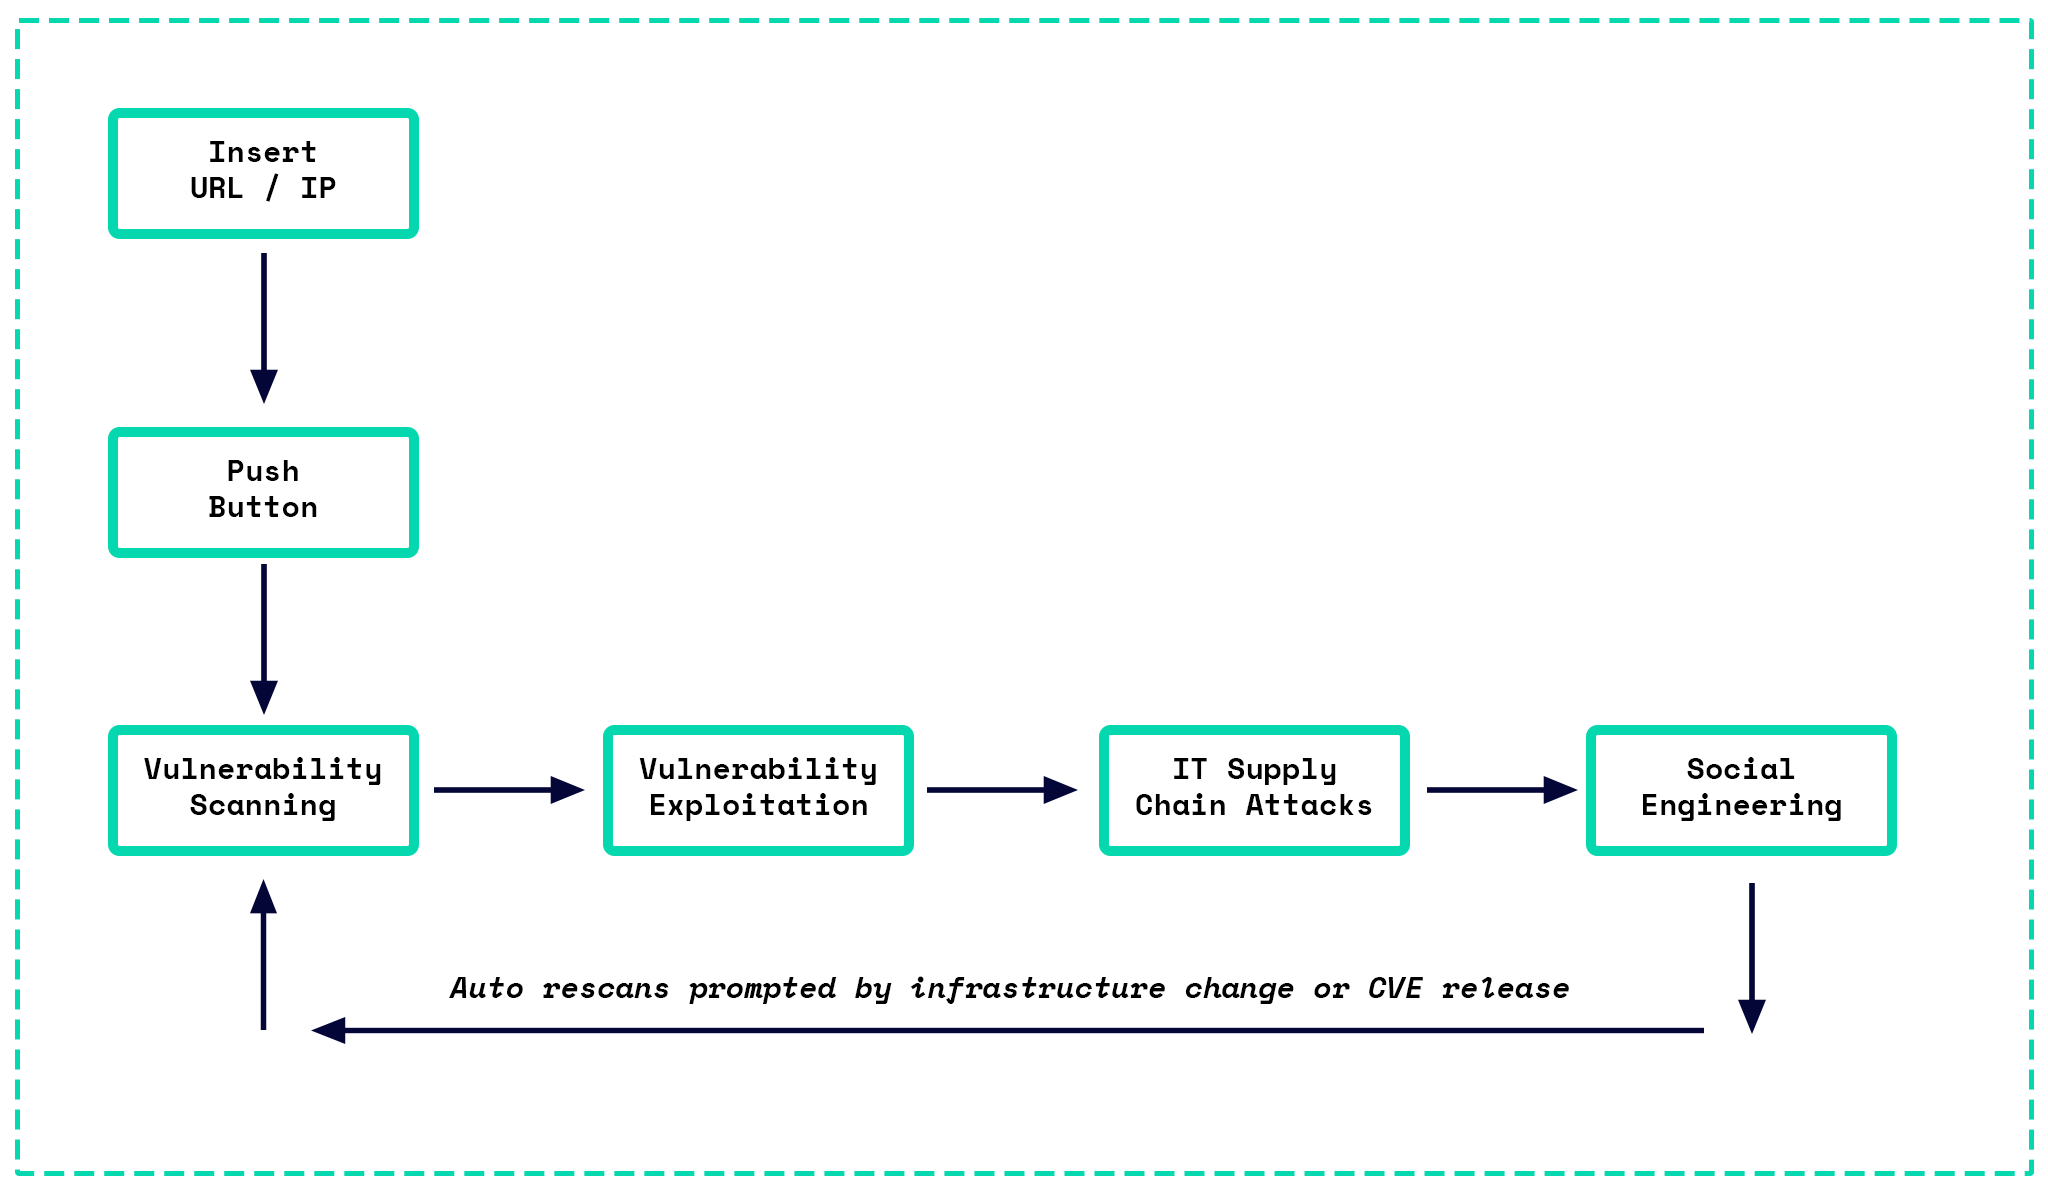 Insert
URL / IP
Push
Button
Vulnerability
Scanning
Vulnerability
Exploitation
IT Supply
Chain Attacks
Social
Engineering
Auto rescans prompted by infrastructure change or CVE release